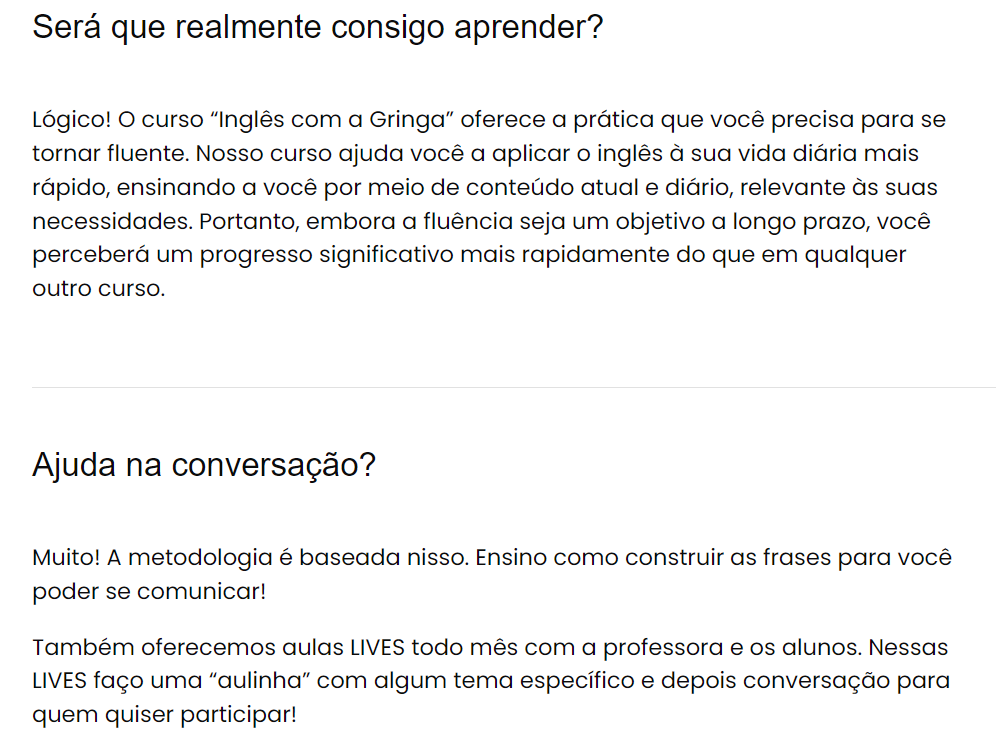 Será que realmente consigo aprender?
Lógico! O curso “Inglês com a Gringa” oferece a prática que você precisa para se
tornar fluente. Nosso curso ajuda você a aplicar o inglês à sua vida diária mais
rápido, ensinando a você por meio de conteúdo atual e diário, relevante às suas
necessidades. Portanto, embora a fluência seja um objetivo a longo prazo, você
perceberá um progresso significativo mais rapidamente do que em qualquer
outro curso.
Ajuda na conversação?
Muito! A metodologia é baseada nisso. Ensino como construir as frases para você
poder se comunicar!
Também oferecemos aulas LIVES todo mês com a professora e os alunos. Nessas
LIVES faço uma “aulinha” com algum tema específico e depois conversação para
quem quiser participar!